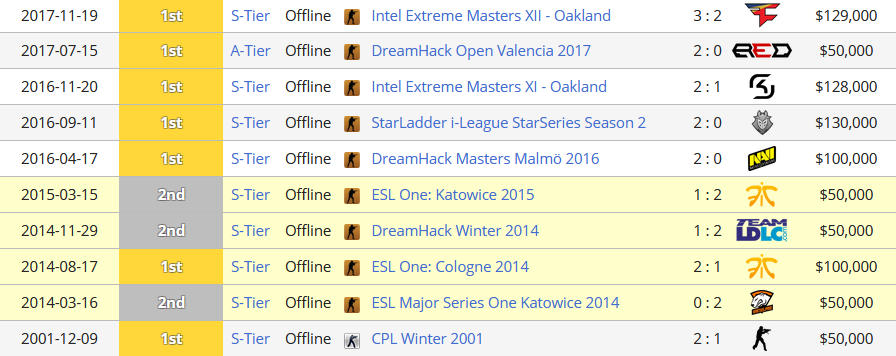 2017-11-19 1st S-Tier Offline Intel Extreme Masters XII - Oakland 3 : 2 $129,000
2017-07-15 1st A-Tier Offline DreamHack Open Valencia 2017 2 : 0 RED $50,000
2016-11-20 1st S-Tier Offline Intel Extreme Masters XI - Oakland 2 : 1 SK $128,000
2016-09-11 1st S-Tier Offline StarLadder i-League StarSeries Season 2 2 : 0 $130,000
2016-04-17 1st S-Tier Offline DreamHack Masters Malmö 2016 2 : 0 NAVI $100,000
2015-03-15 2nd S-Tier Offline ESL One: Katowice 2015 1 : 2 $50,000
2014-11-29 2nd S-Tier Offline DreamHack Winter 2014 1 : 2 TEAM LDLC.com $50,000
2014-08-17 1st S-Tier Offline ESL One: Cologne 2014 2 : 1 $100,000
2014-03-16 2nd S-Tier Offline ESL Major Series One Katowice 2014 0 : 2 $50,000
2001-12-09 1st S-Tier Offline CPL Winter 2001 2 : 1 $50,000